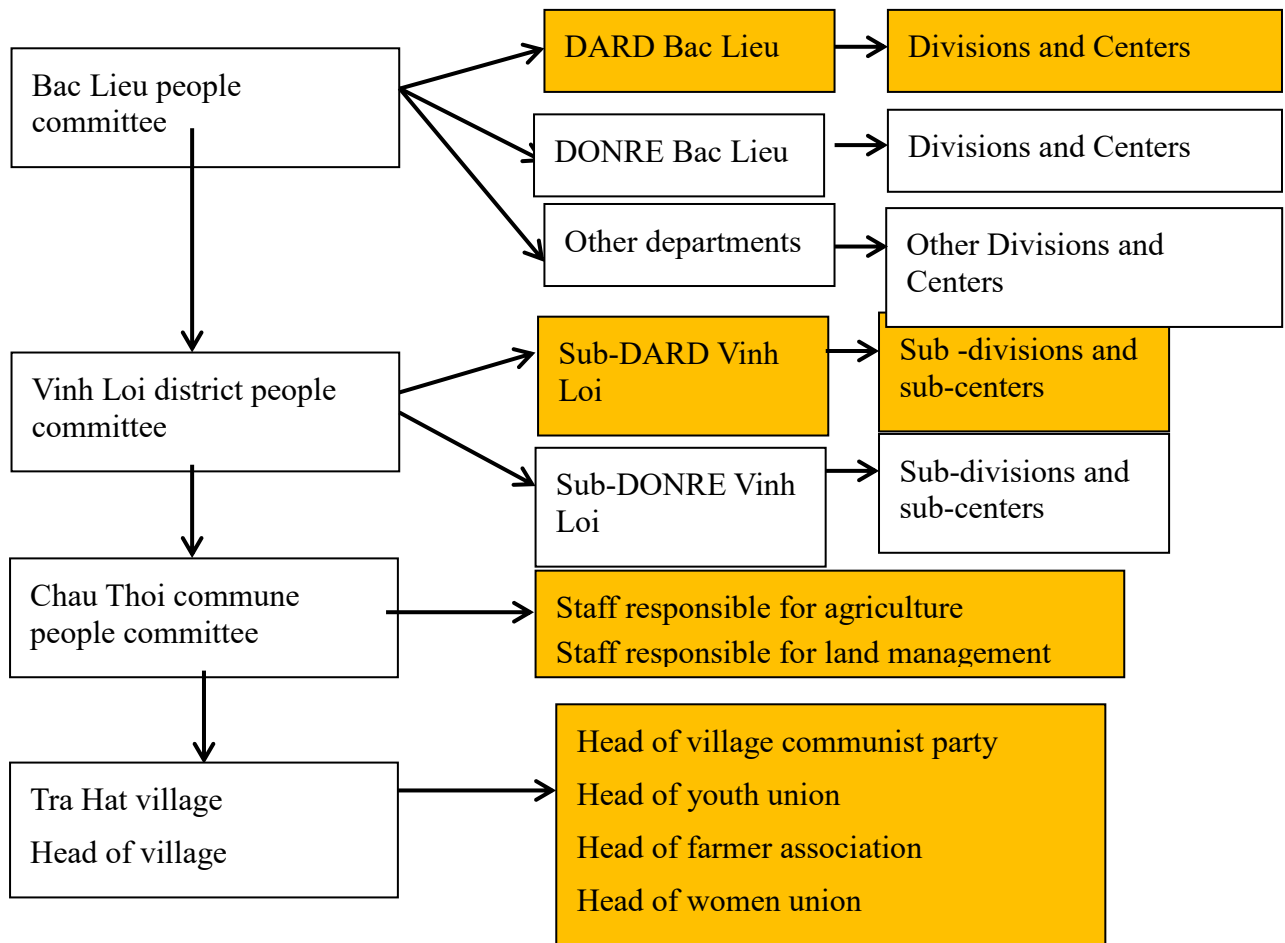 Bac Lieu people
committee
DARD Bac Lieu
Divisions and Centers
DONRE Bac Lieu
Divisions and Centers
Other departments
Other Divisions and
Centers
Vinh Loi district people
committee
Sub-DARD Vinh
Loi
Sub -divisions and
sub-centers
Sub-DONRE Vinh
Loi
Sub-divisions and
sub-centers
Chau Thoi commune
people committee
Staff responsible for agriculture
Staff responsible for land management
Tra Hat village
Head of village
Head of village communist party
Head of youth union
Head of farmer association
Head of women union